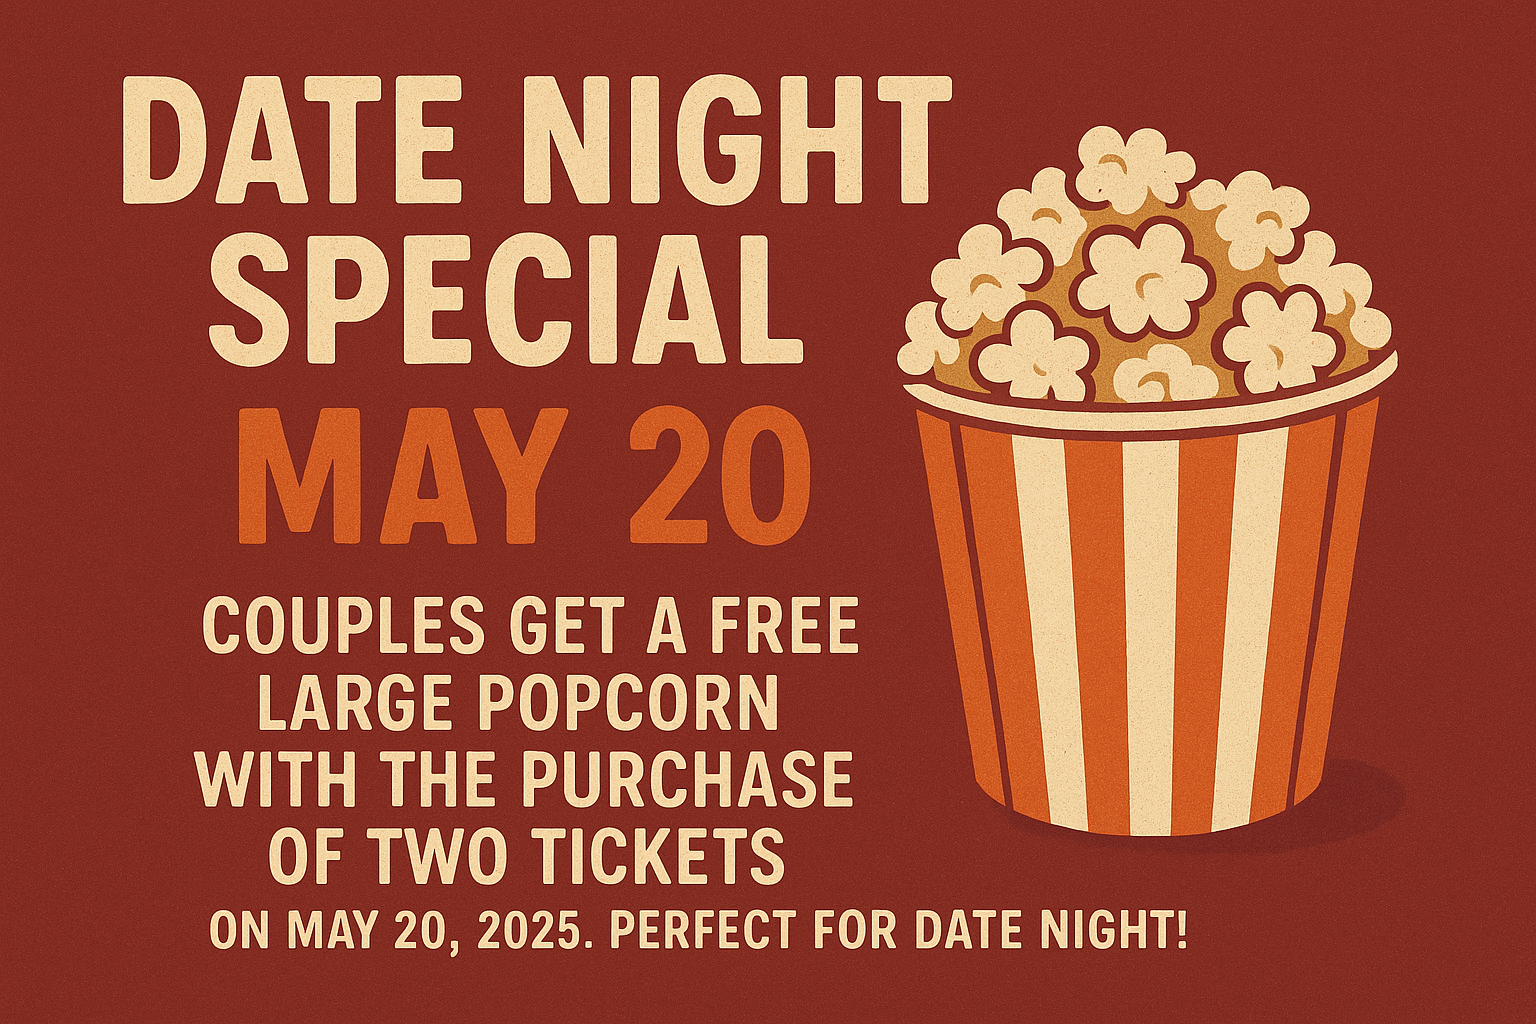 DATE NIGHT
SPECIAL
MAY 20
COUPLES GET A FREE
LARGE POPCORN
WITH THE PURCHASE
OF TWO TICKETS
ON MAY 20, 2025. PERFECT FOR DATE NIGHT!